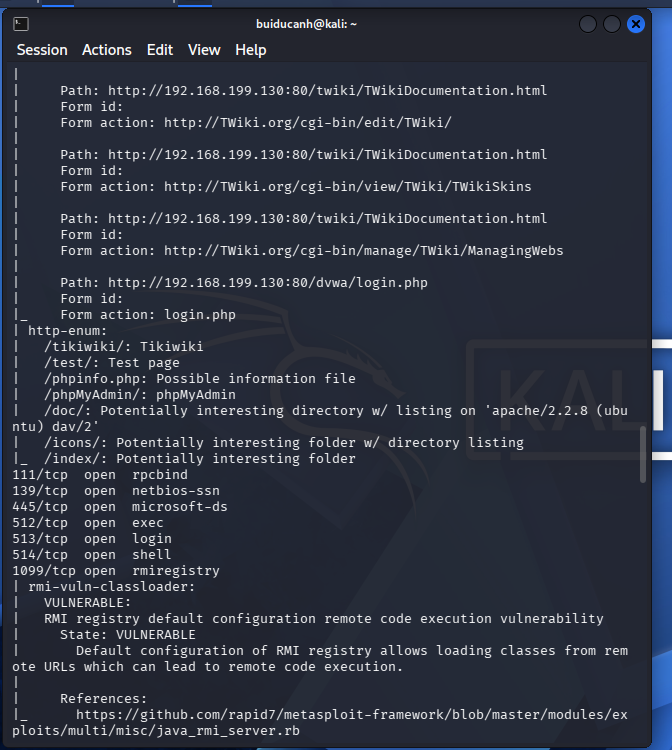 buiducanh@kali: ~
Session Actions Edit View Help
|
|     Path: http://192.168.199.130:80/twiki/TWikiDocumentation.html
|     Form id:
|     Form action: http://TWiki.org/cgi-bin/edit/TWiki/
|
|     Path: http://192.168.199.130:80/twiki/TWikiDocumentation.html
|     Form id:
|     Form action: http://TWiki.org/cgi-bin/view/TWiki/TWikiSkins
|
|     Path: http://192.168.199.130:80/twiki/TWikiDocumentation.html
|     Form id:
|     Form action: http://TWiki.org/cgi-bin/manage/TWiki/ManagingWebs
|
|     Path: http://192.168.199.130:80/dvwa/login.php
|     Form id:
|_    Form action: login.php
| http-enum:
|   /tikiwiki/: Tikiwiki
|   /test/: Test page
|   /phpinfo.php: Possible information file
|   /phpMyAdmin/: phpMyAdmin
|   /doc/: Potentially interesting directory w/ listing on 'apache/2.2.8 (ubu
ntu) dav/2'
|   /icons/: Potentially interesting folder w/ directory listing
|_  /index/: Potentially interesting folder
111/tcp  open  rpcbind
139/tcp  open  netbios-ssn
445/tcp  open  microsoft-ds
512/tcp  open  exec
513/tcp  open  login
514/tcp  open  shell
1099/tcp open  rmiregistry
| rmi-vuln-classloader:
|   VULNERABLE:
|   RMI registry default configuration remote code execution vulnerability
|     State: VULNERABLE
|       Default configuration of RMI registry allows loading classes from rem
ote URLs which can lead to remote code execution.
|
|     References:
|_      https://github.com/rapid7/metasploit-framework/blob/master/modules/ex
ploits/multi/misc/java_rmi_server.rb
KALI